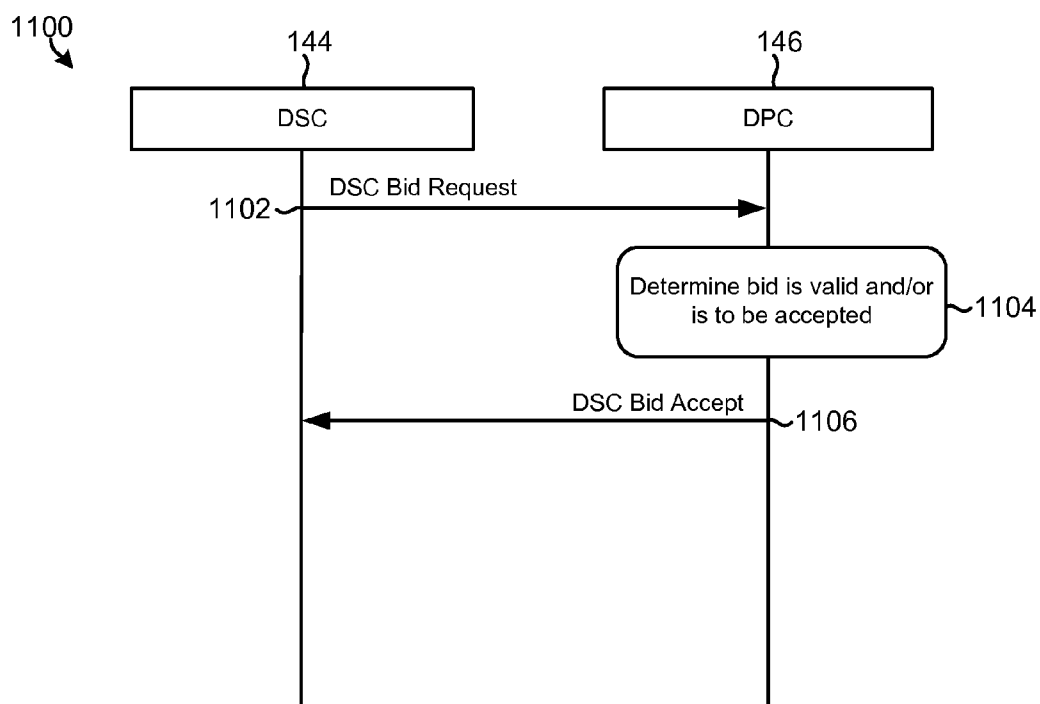 1100
144
146
DSC
DPC
DSC Bid Request
1102
Determine bid is valid and/or
is to be accepted
1104
DSC Bid Accept
1106